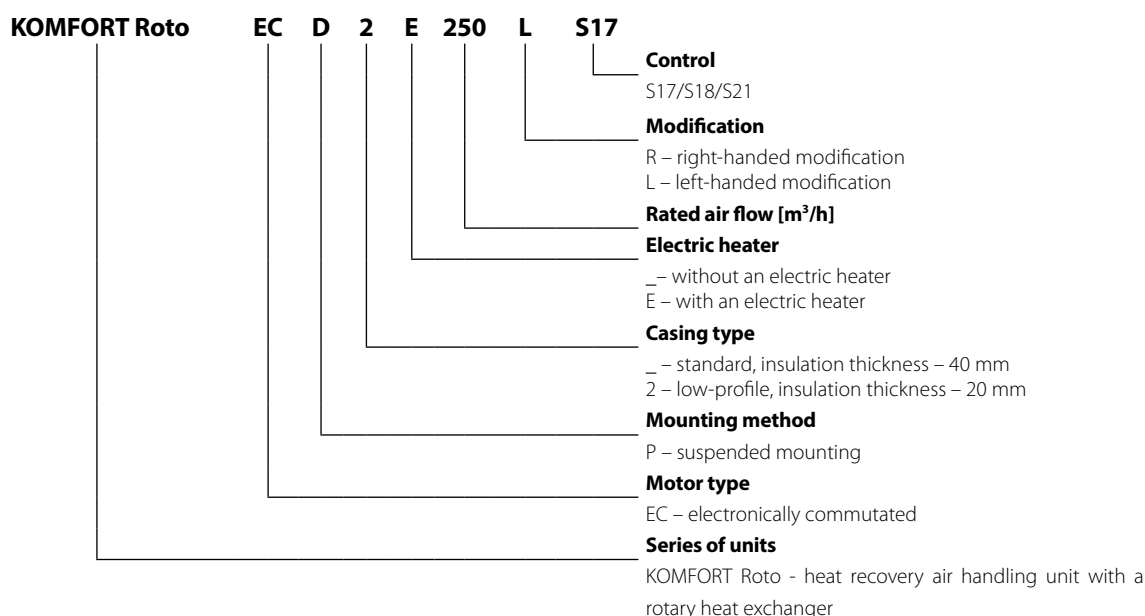 KOMFORT Roto EC D 2 E 250 L S17
Control
S17/S18/S21
Modification
R – right-handed modification
L – left-handed modification
Rated air flow [m³/h]
Electric heater
_– without an electric heater
E – with an electric heater
Casing type
_ – standard, insulation thickness – 40 mm
2 – low-profile, insulation thickness – 20 mm
Mounting method
P – suspended mounting
Motor type
EC – electronically commutated
Series of units
KOMFORT Roto - heat recovery air handling unit with a
rotary heat exchanger